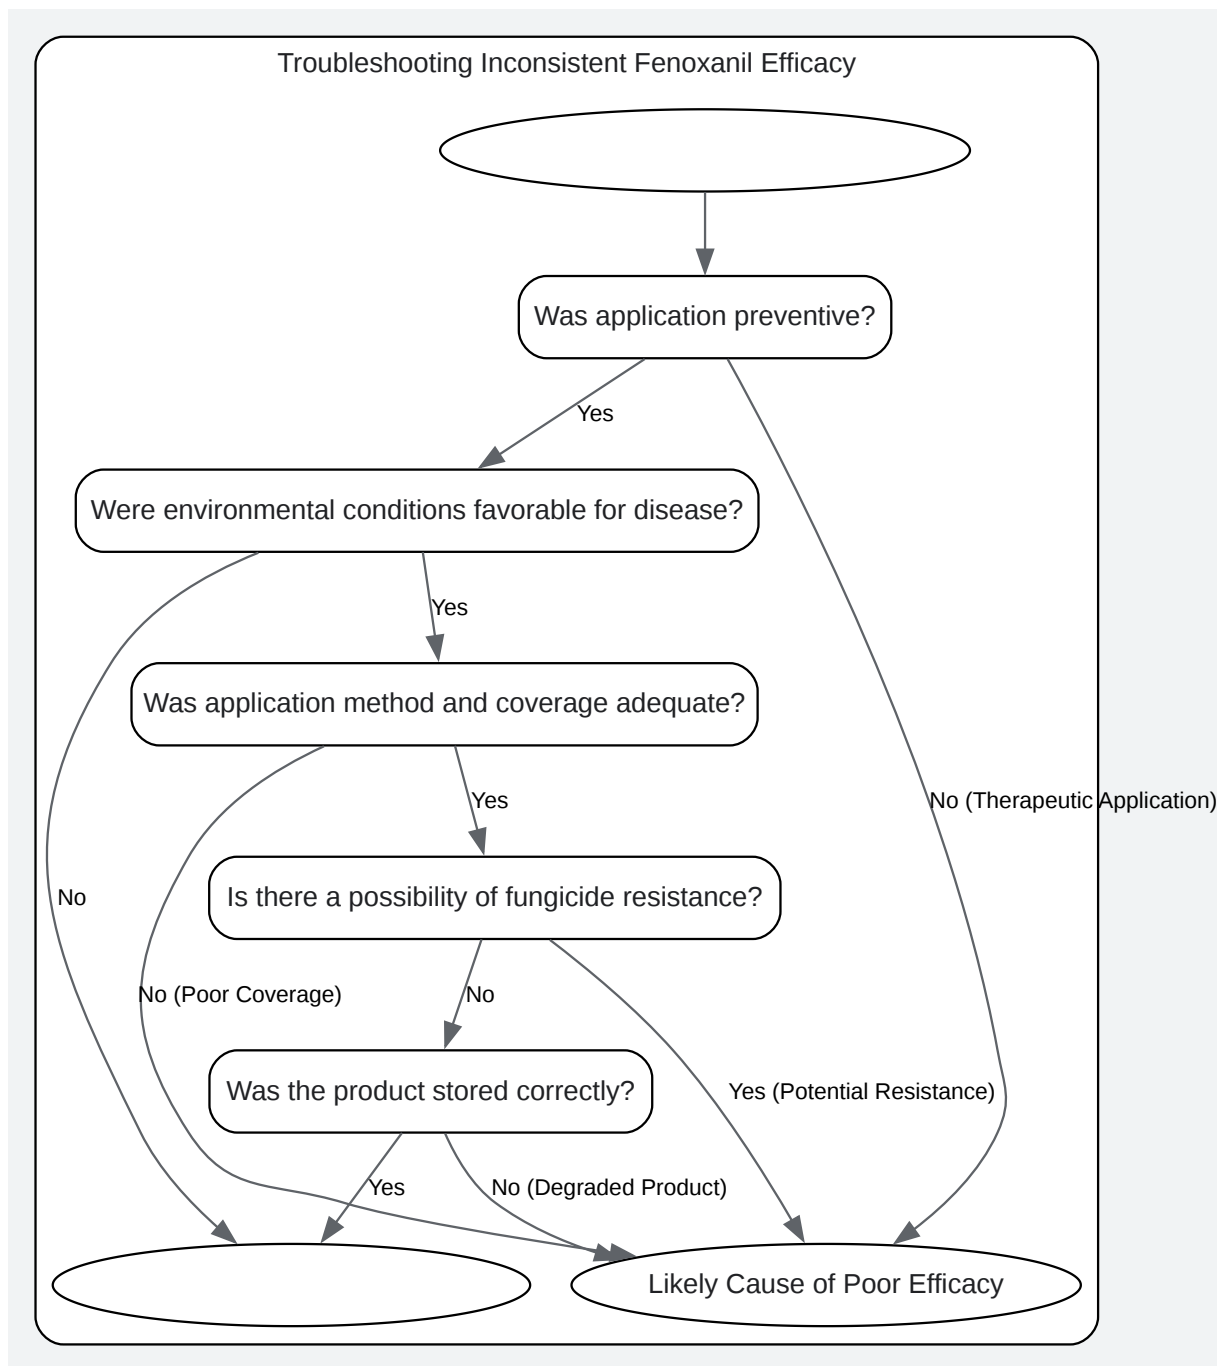 Troubleshooting Inconsistent Fenoxanil Efficacy
Was application preventive?
Yes
Were environmental conditions favorable for disease?
Yes
Was application method and coverage adequate?
Yes
No (Therapeutic Application)
Is there a possibility of fungicide resistance?
No
No (Poor Coverage)
No
Was the product stored correctly?
Yes (Potential Resistance)
Yes
No (Degraded Product)
Likely Cause of Poor Efficacy